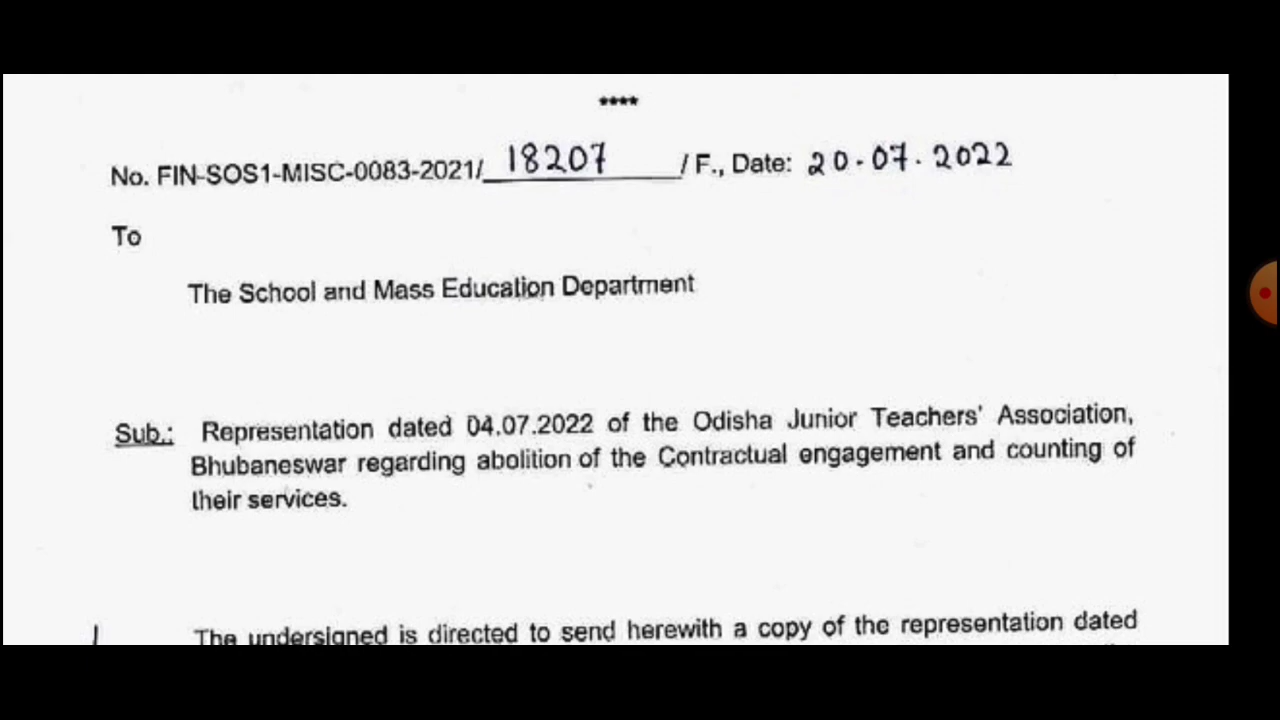 ****
No. FIN-SOS1-MISC-0083-2021/ 18207 / F., Date: 20-07-2022
To
The School and Mass Education Department
Sub.: Representation dated 04.07.2022 of the Odisha Junior Teachers' Association,
Bhubaneswar regarding abolition of the Contractual engagement and counting of
their services.
The undersigned is directed to send herewith a copy of the representation dated